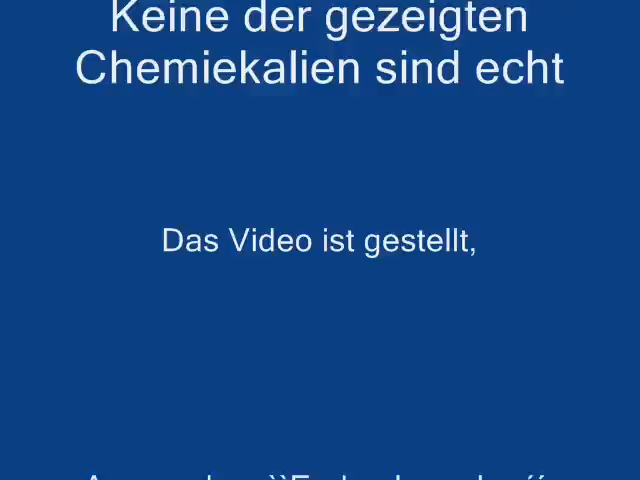 Keine der gezeigten
Chemiekalien sind echt
Das Video ist gestellt,